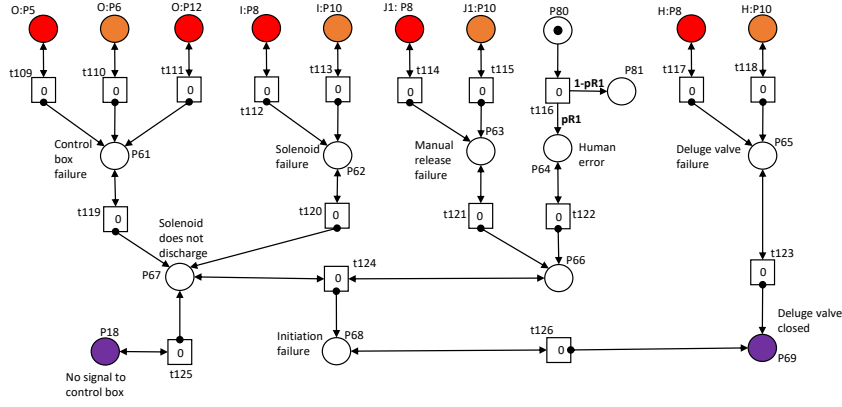 O:P5
O:P6
O:P12
I:P8
I:P10
J1: P8
J1:P10
P80
H:P8
H:P10
t109
0
t110
0
t111
0
t112
0
t113
0
t114
0
t115
0
t116
0
1-pR1
P81
pR1
t117
0
t118
0
Control
box
failure
P61
Solenoid
failure
P62
Manual
release
failure
P63
Human
error
P64
Deluge valve
failure
P65
t119
0
t120
0
t121
0
t122
0
t123
0
Solenoid
does not
discharge
P67
t124
0
P66
P18
No signal to
control box
t125
0
Initiation
failure
P68
t126
0
Deluge valve
closed
P69